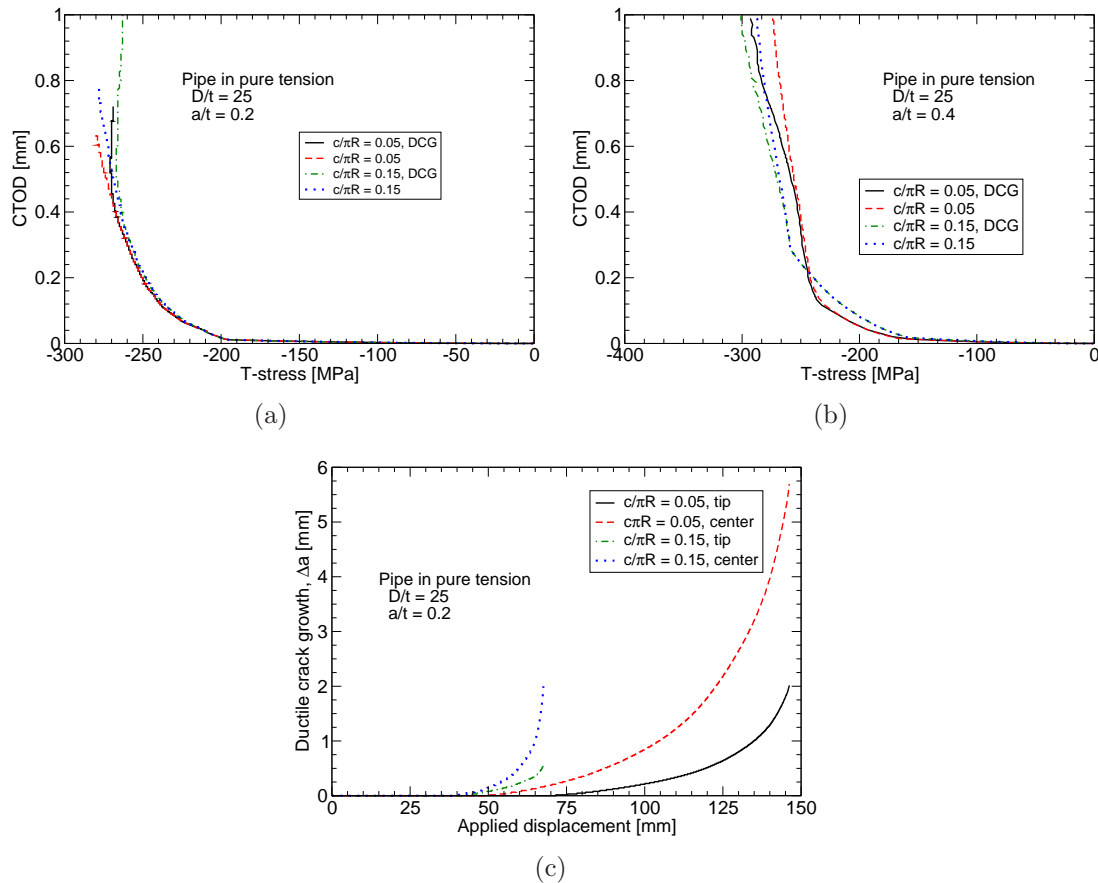 1
0.8
0.6
0.4
0.2
0
CTOD [mm]
-300 -250 -200 -150 -100 -50 0
T-stress [MPa]
Pipe in pure tension
D/t = 25
a/t = 0.2
c/πR = 0.05, DCG
c/πR = 0.05
c/πR = 0.15, DCG
c/πR = 0.15
(a)
1
0.8
0.6
0.4
0.2
0
CTOD [mm]
-400 -300 -200 -100 0
T-stress [MPa]
Pipe in pure tension
D/t = 25
a/t = 0.4
c/πR = 0.05, DCG
c/πR = 0.05
c/πR = 0.15, DCG
c/πR = 0.15
(b)
6
5
4
3
2
1
0
Ductile crack growth, Δa [mm]
0 25 50 75 100 125 150
Applied displacement [mm]
c/πR = 0.05, tip
cπR = 0.05, center
c/πR = 0.15, tip
c/πR = 0.15, center
Pipe in pure tension
D/t = 25
a/t = 0.2
(c)